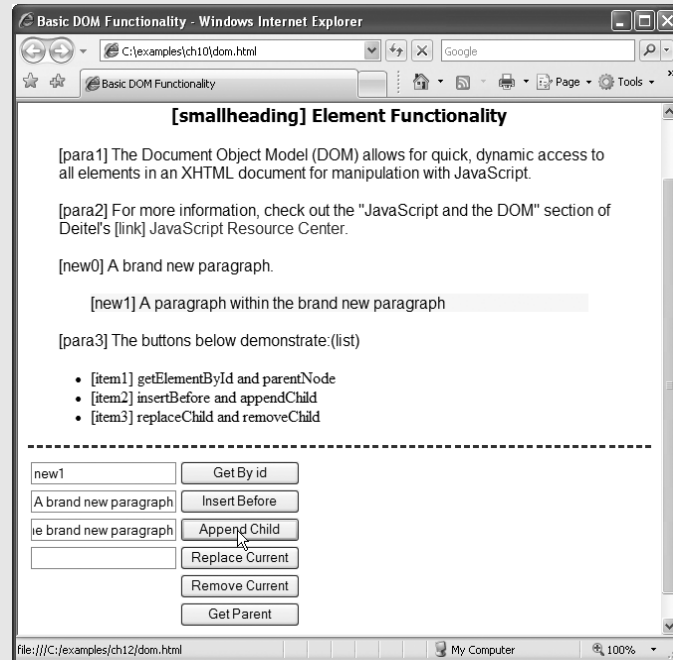 Basic DOM Functionality - Windows Internet Explorer
C:\examples\ch10\dom.html
Google
Basic DOM Functionality
Page
Tools
»
[smallheading] Element Functionality
[para1] The Document Object Model (DOM) allows for quick, dynamic access to
all elements in an XHTML document for manipulation with JavaScript.
[para2] For more information, check out the "JavaScript and the DOM" section of
Deitel's [link] JavaScript Resource Center.
[new0] A brand new paragraph.
[new1] A paragraph within the brand new paragraph
[para3] The buttons below demonstrate:(list)
• [item1] getElementById and parentNode
• [item2] insertBefore and appendChild
• [item3] replaceChild and removeChild
new1 Get By id
A brand new paragraph Insert Before
e brand new paragraph Append Child
Replace Current
Remove Current
Get Parent
file:///C:/examples/ch12/dom.html My Computer 100%